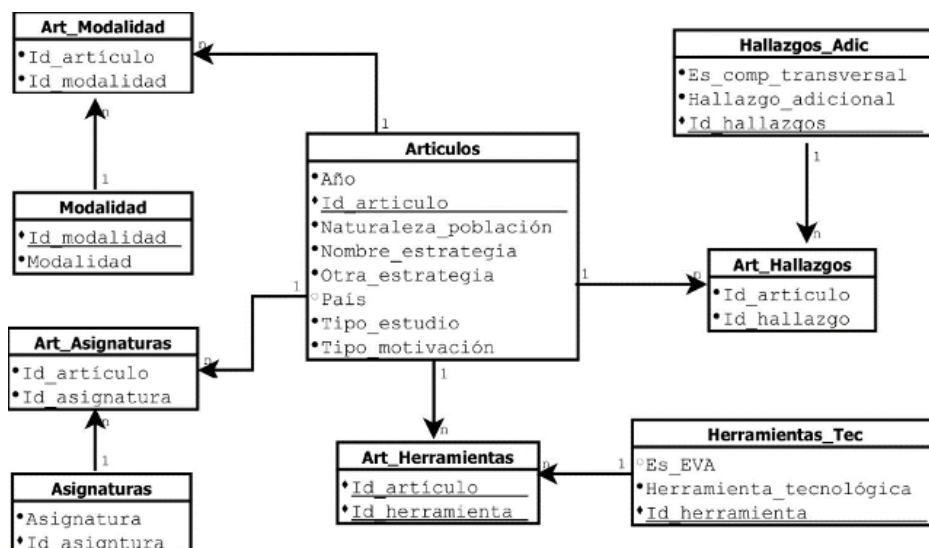 Art_Modalidad
Id_artículo
Id_modalidad
n
1
n
1
Modalidad
Id_modalidad
Modalidad
Hallazgos_Adic
Es_comp_transversal
Hallazgo_adicional
Id_hallazgos
1
n
Articulos
Año
Id_articulo
Naturaleza_población
Nombre_estrategia
Otra_estrategia
País
Tipo_estudio
Tipo_motivación
1
n
1
n
1
n
Art_Hallazgos
Id_artículo
Id_hallazgo
Art_Asignaturas
Id_artículo
Id_asignatura
n
1
Asignaturas
Asignatura
Id_asigntura
Art_Herramientas
Id_artículo
Id_herramienta
n
1
Herramientas_Tec
Es_EVA
Herramienta_tecnológica
Id_herramienta